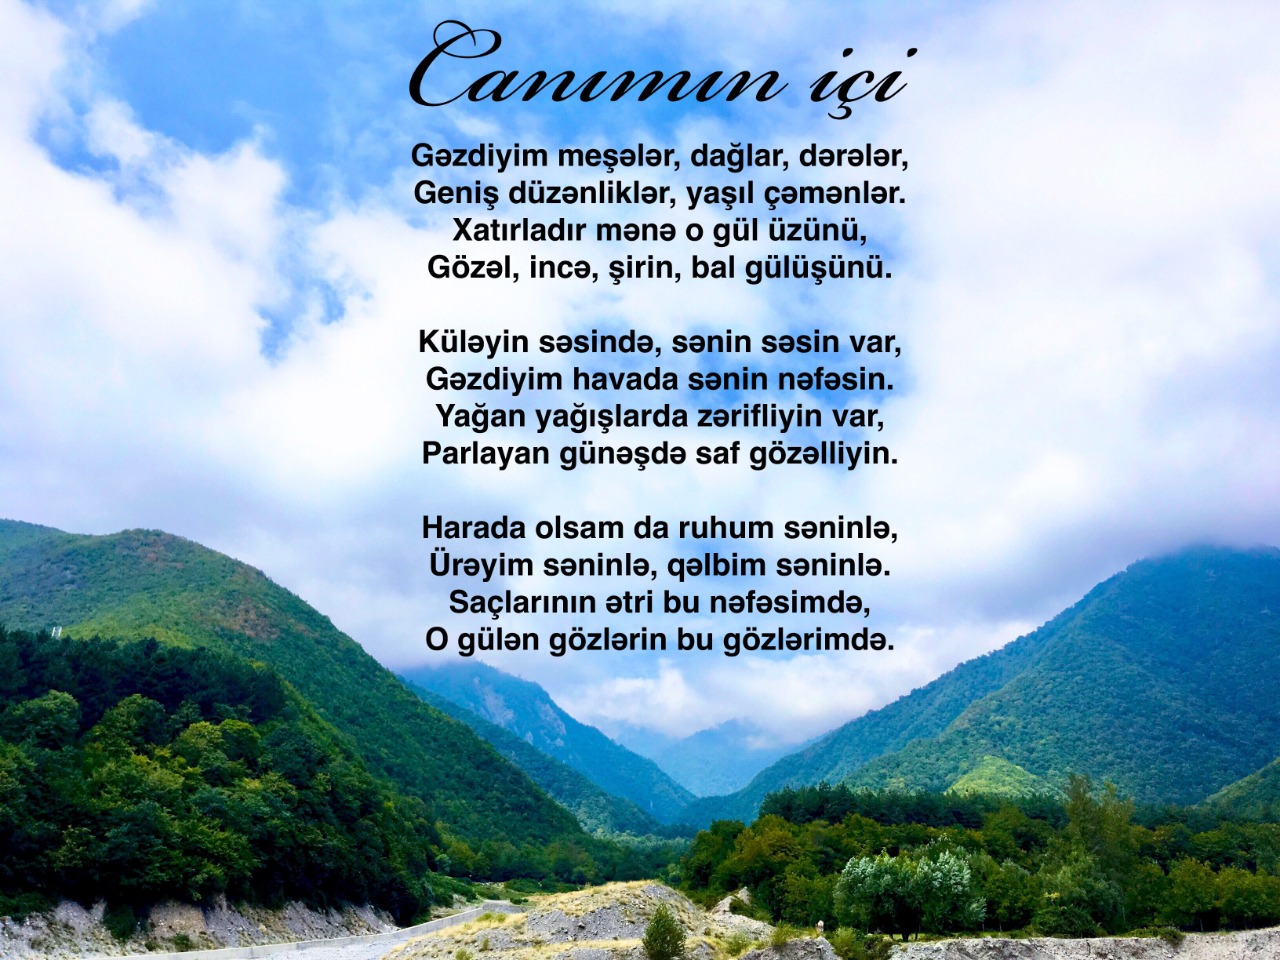 Canımın içi
Gəzdiyim meşələr, dağlar, dərələr,
Geniş düzənliklər, yaşıl çəmənlər.
Xatırladır mənə o gül üzünü,
Gözəl, incə, şirin, bal gülüşünü.
Küləyin səsində, sənin səsin var,
Gəzdiyim havada sənin nəfəsin.
Yağan yağışlarda zərifliyin var,
Parlayan günəşdə saf gözəlliyin.
Harada olsam da ruhum səninlə,
Ürəyim səninlə, qəlbim səninlə.
Saçlarının ətri bu nəfəsimdə,
O gülən gözlərin bu gözlərimdə.